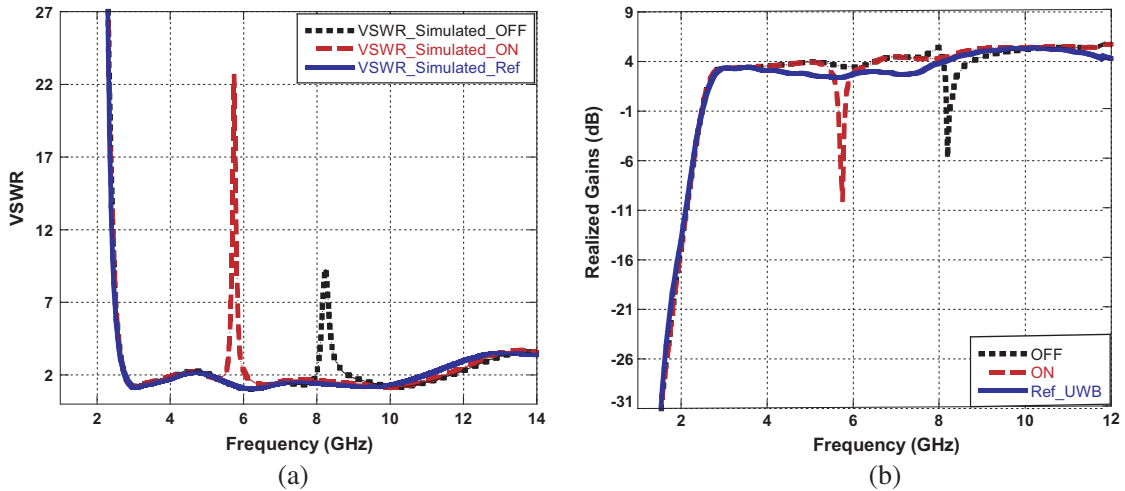 27
22
17
12
7
2
VSWR
VSWR_Simulated_OFF
VSWR_Simulated_ON
VSWR_Simulated_Ref
2 4 6 8 10 12 14
Frequency (GHz)
(a)
9
4
-1
-6
-11
-16
-21
-26
-31
Realized Gains (dB)
OFF
ON
Ref_UWB
2 4 6 8 10 12
Frequency (GHz)
(b)